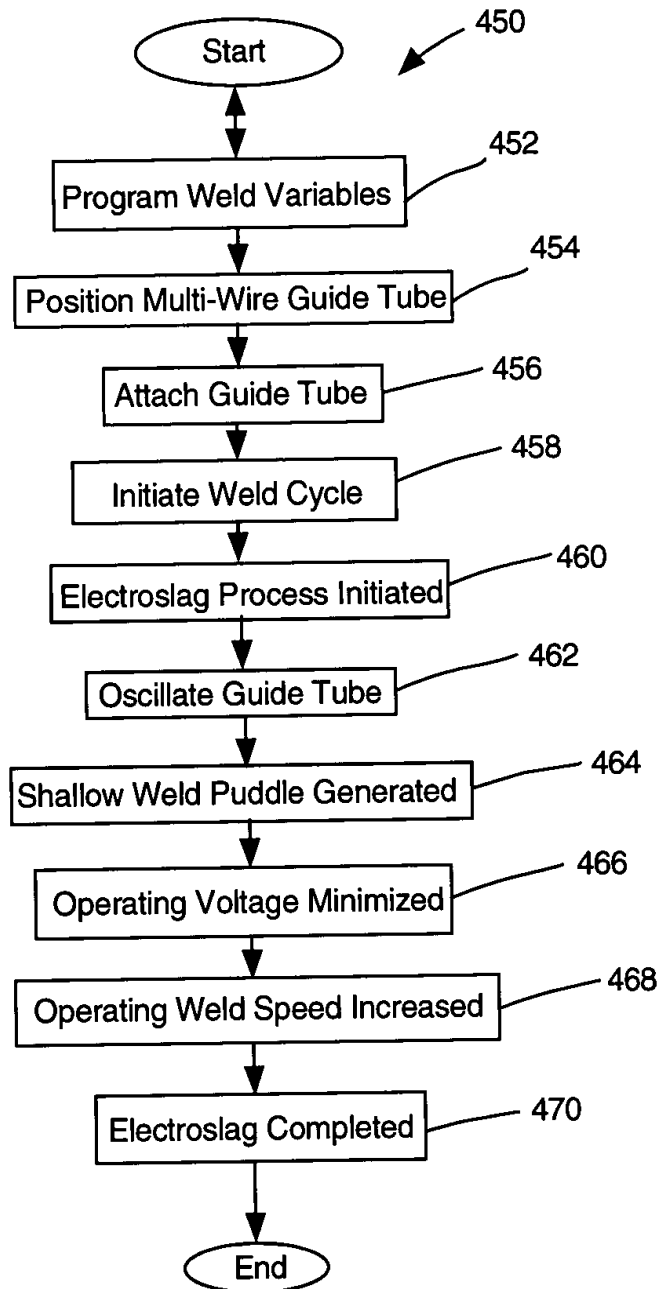 450
Start
452
Program Weld Variables
454
Position Multi-Wire Guide Tube
456
Attach Guide Tube
458
Initiate Weld Cycle
460
Electroslag Process Initiated
462
Oscillate Guide Tube
464
Shallow Weld Puddle Generated
466
Operating Voltage Minimized
468
Operating Weld Speed Increased
470
Electroslag Completed
End